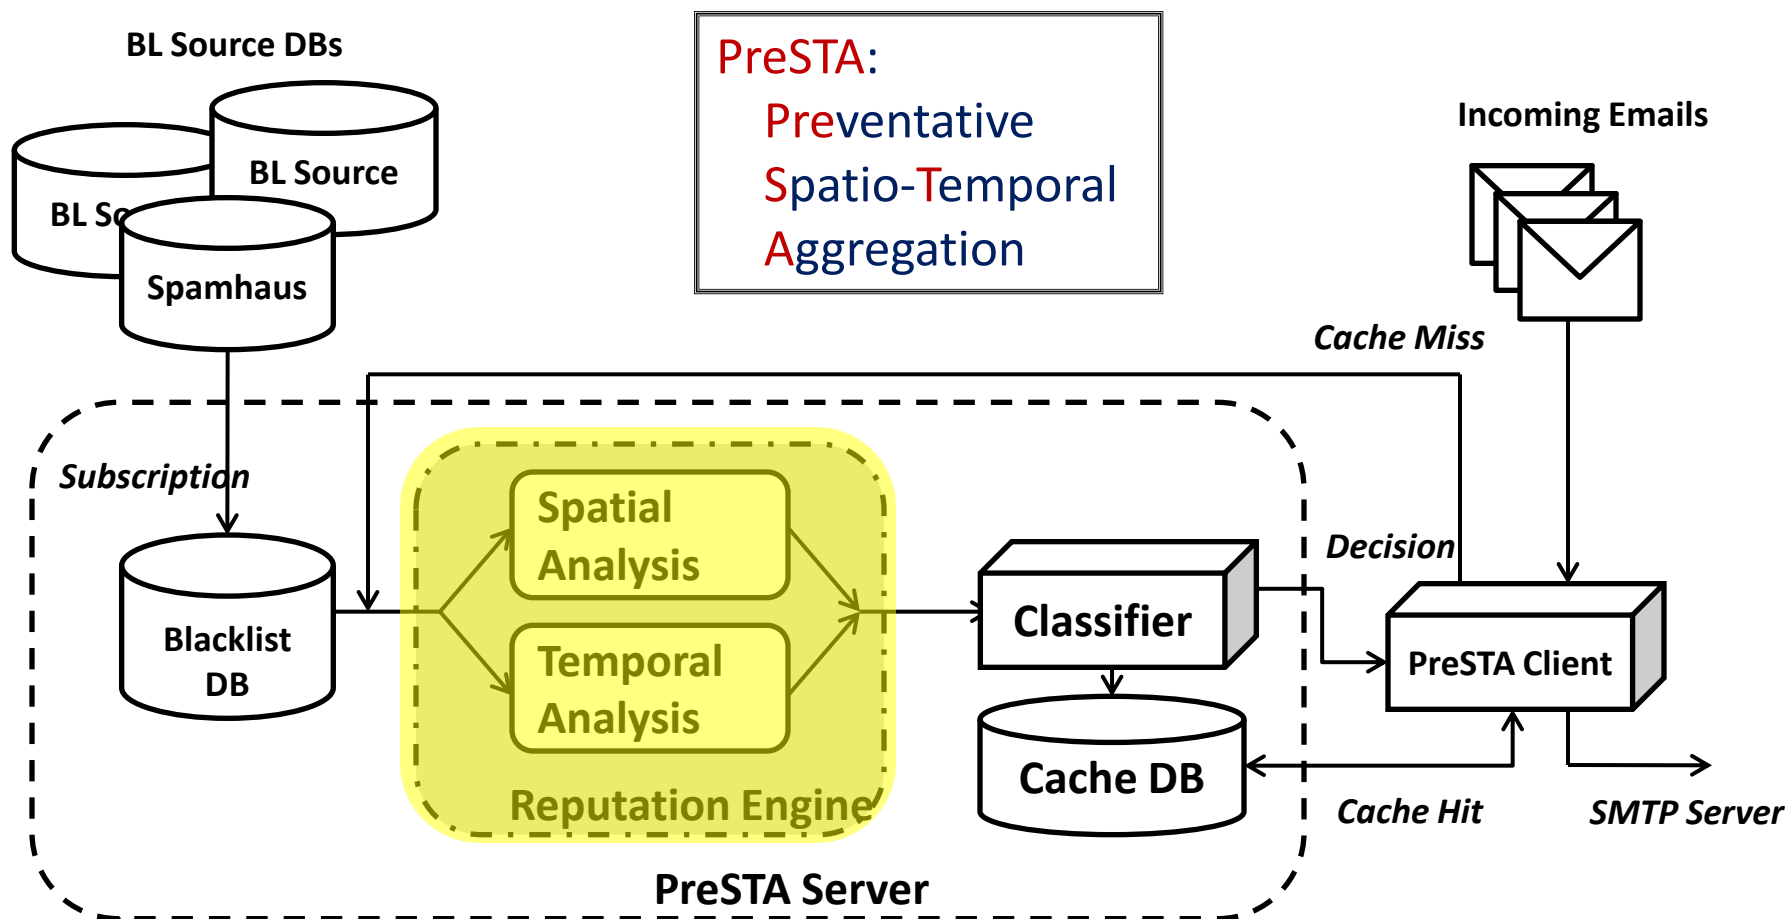 BL Source DBs
BL Source
BL So
Spamhaus
PreSTA:
Preventative
Spatio-Temporal
Aggregation
Incoming Emails
Cache Miss
Subscription
Spatial
Analysis
Decision
Blacklist
DB
Temporal
Analysis
Classifier
PreSTA Client
Reputation Engine
Cache DB
Cache Hit
SMTP Server
PreSTA Server